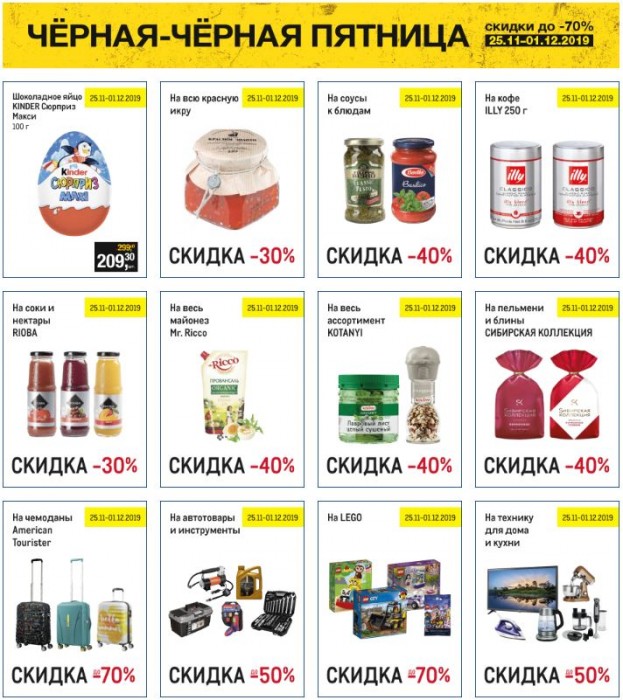 ЧЁРНАЯ-ЧЁРНАЯ ПЯТНИЦА
СКИДКИ ДО -70%
25.11-01.12.2019
Шоколадное яйцо
KINDER Сюрприз
Макси
100 г
25.11-01.12.2019
Kinder
СЮРПРИЗ
MAXI
209,30
На всю красную
икру
25.11-01.12.2019
СКИДКА -30%
На соусы
к блюдам
25.11-01.12.2019
Barilla
Basilico
СКИДКА -40%
На кофе
ILLY 250 г
25.11-01.12.2019
illy
CLASSICO
illy
CLASSICO
СКИДКА -40%
На соки и
нектары
RIOBA
25.11-01.12.2019
СКИДКА -30%
На весь
майонез
Mr. Ricco
25.11-01.12.2019
Mr.Ricco
ПРОВАНСАЛЬ
ORGANIC
СКИДКА -40%
На весь
ассортимент
KOTANYI
25.11-01.12.2019
Лавровый лист
целый сушеный
СКИДКА -40%
На пельмени
и блины
СИБИРСКАЯ КОЛЛЕКЦИЯ
25.11-01.12.2019
СИБИРСКАЯ
КОЛЛЕКЦИЯ
СИБИРСКАЯ
КОЛЛЕКЦИЯ
СКИДКА -40%
На чемоданы
American
Tourister
25.11-01.12.2019
СКИДКА до -70%
На автотовары
и инструменты
25.11-01.12.2019
СКИДКА до -50%
На LEGO
25.11-01.12.2019
CITY
СКИДКА до -70%
На технику
для дома
и кухни
25.11-01.12.2019
СКИДКА до -50%